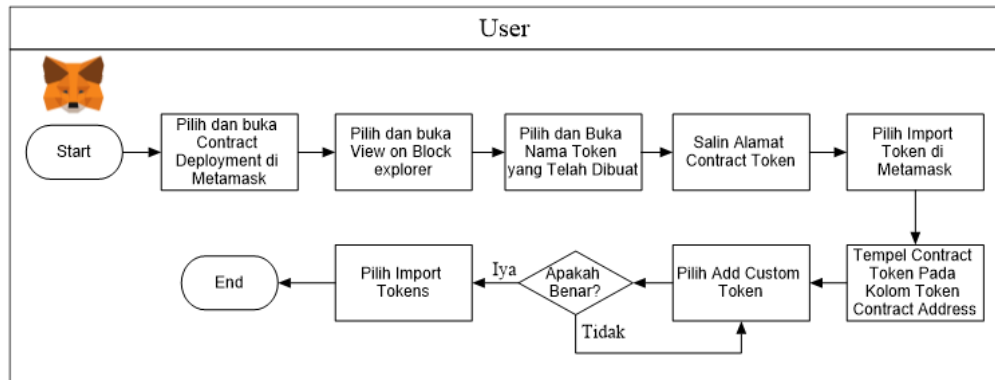 User
Start
Pilih dan buka
Contract
Deployment di
Metamask
Pilih dan buka
View on Block
explorer
Pilih dan Buka
Nama Token
yang Telah Dibuat
Salin Alamat
Contract Token
Pilih Import
Token di
Metamask
Tempel Contract
Token Pada
Kolom Token
Contract Address
Pilih Add Custom
Token
Apakah
Benar?
Iya
Tidak
Pilih Import
Tokens
End